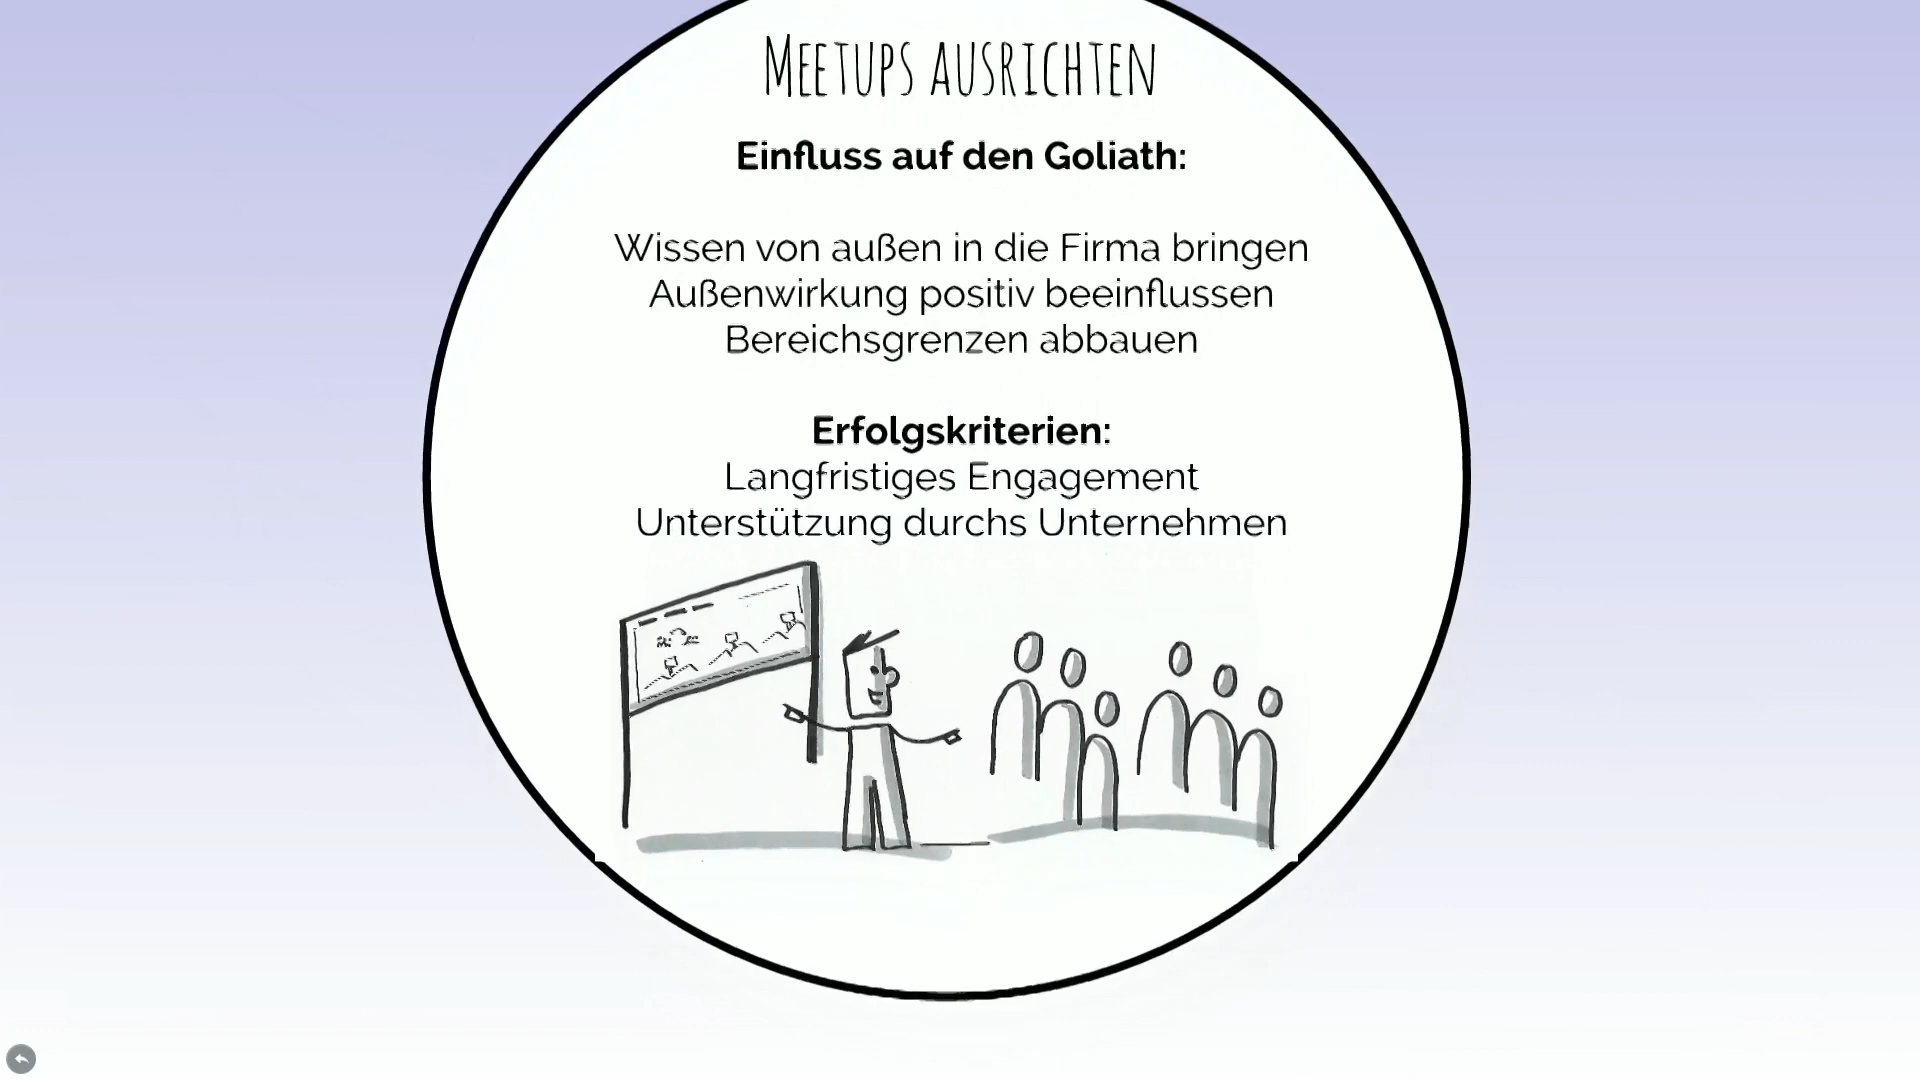 MEETUPS AUSRICHTEN
Einfluss auf den Goliath:
Wissen von außen in die Firma bringen
Außenwirkung positiv beeinflussen
Bereichsgrenzen abbauen
Erfolgskriterien:
Langfristiges Engagement
Unterstützung durchs Unternehmen